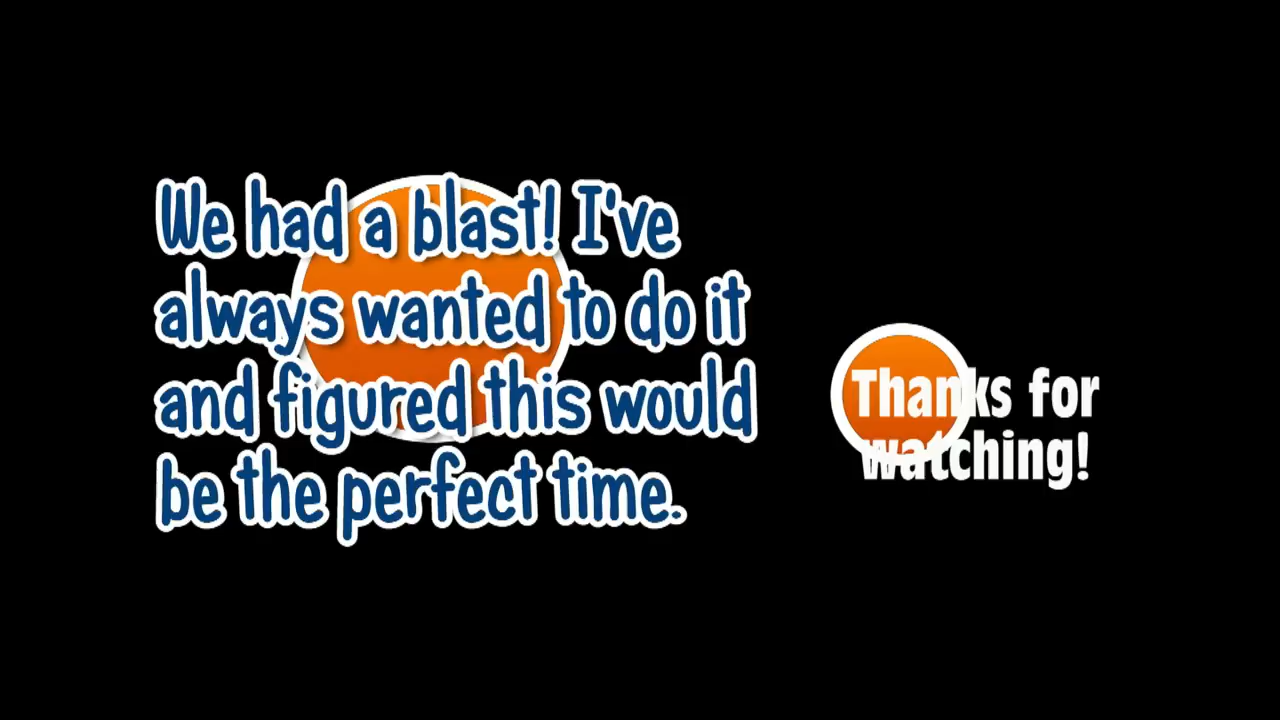 We had a blast! I've
always wanted to do it
and figured this would
be the perfect time.
Thanks for
watching!